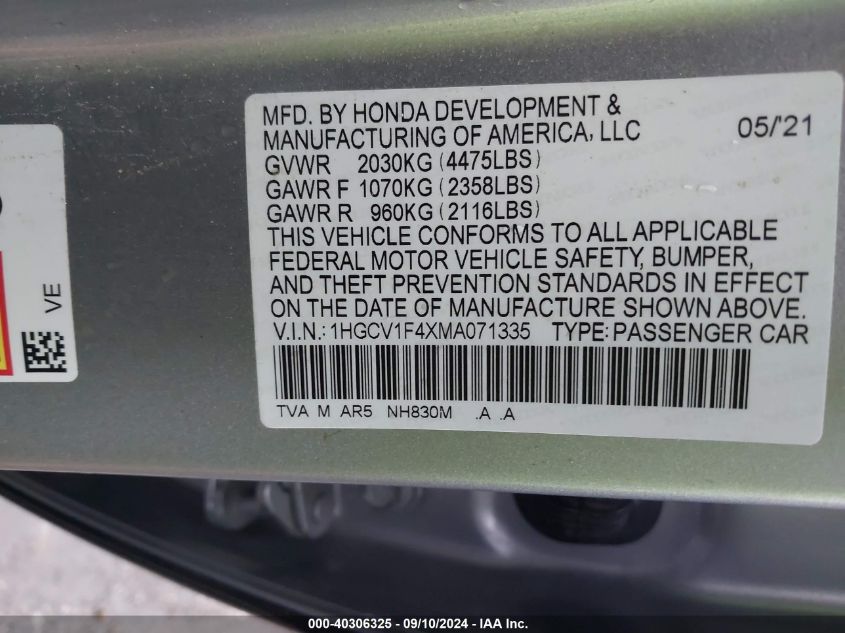 MFD. BY HONDA DEVELOPMENT &
MANUFACTURING OF AMERICA, LLC 05/'21
GVWR 2030KG (4475LBS)
GAWR F 1070KG (2358LBS)
GAWR R 960KG (2116LBS)
THIS VEHICLE CONFORMS TO ALL APPLICABLE
FEDERAL MOTOR VEHICLE SAFETY, BUMPER,
AND THEFT PREVENTION STANDARDS IN EFFECT
ON THE DATE OF MANUFACTURE SHOWN ABOVE.
V.I.N.: 1HGCV1F4XMA071335 TYPE: PASSENGER CAR
TVA M AR5 NH830M .A .A
VE
000-40306325 - 09/10/2024 - IAA Inc.